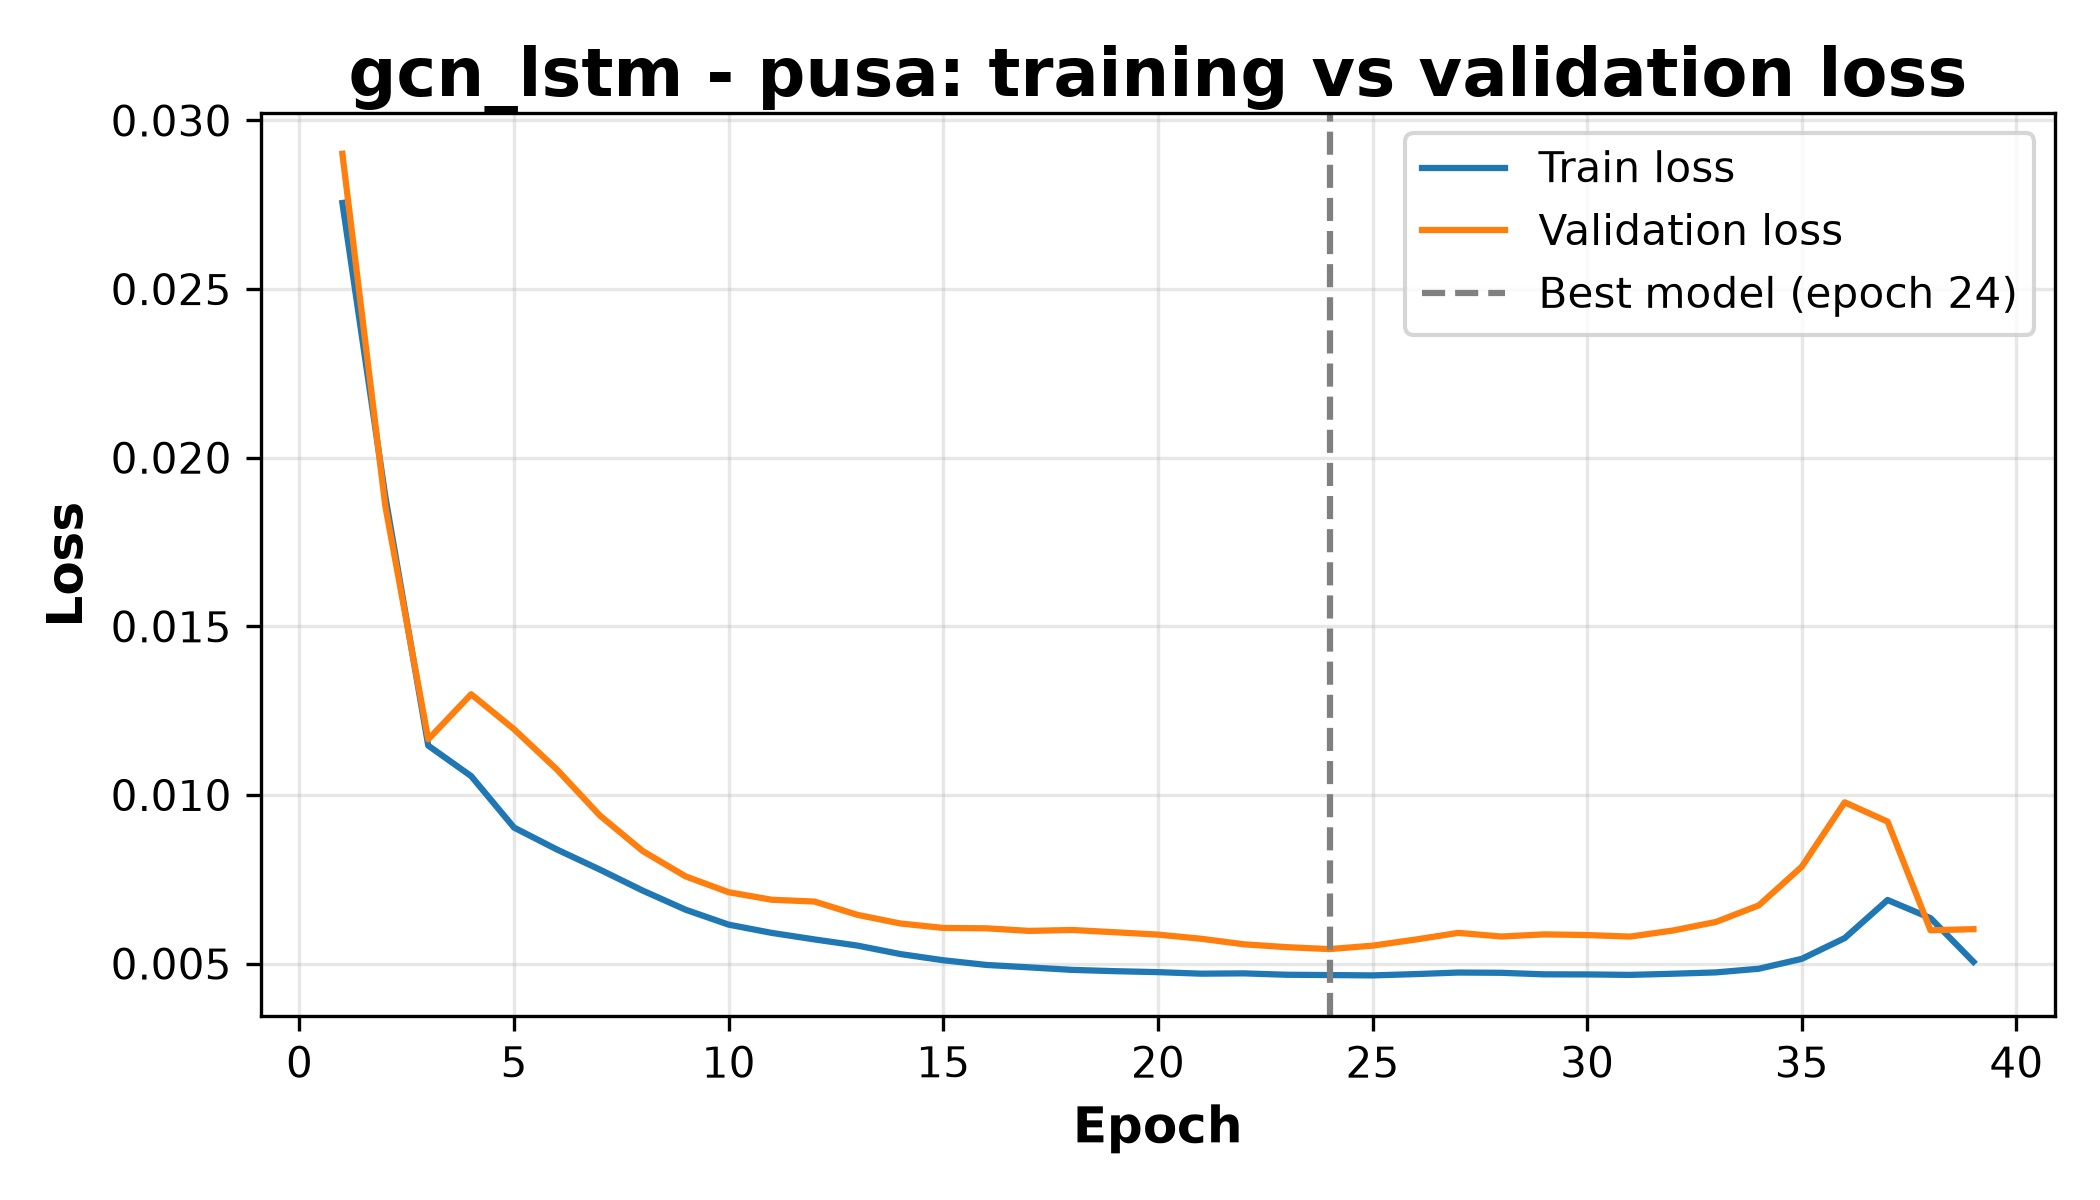 gcn_lstm - pusa: training vs validation loss
0.030
0.025
0.020
0.015
0.010
0.005
Loss
Train loss
Validation loss
Best model (epoch 24)
0 5 10 15 20 25 30 35 40
Epoch